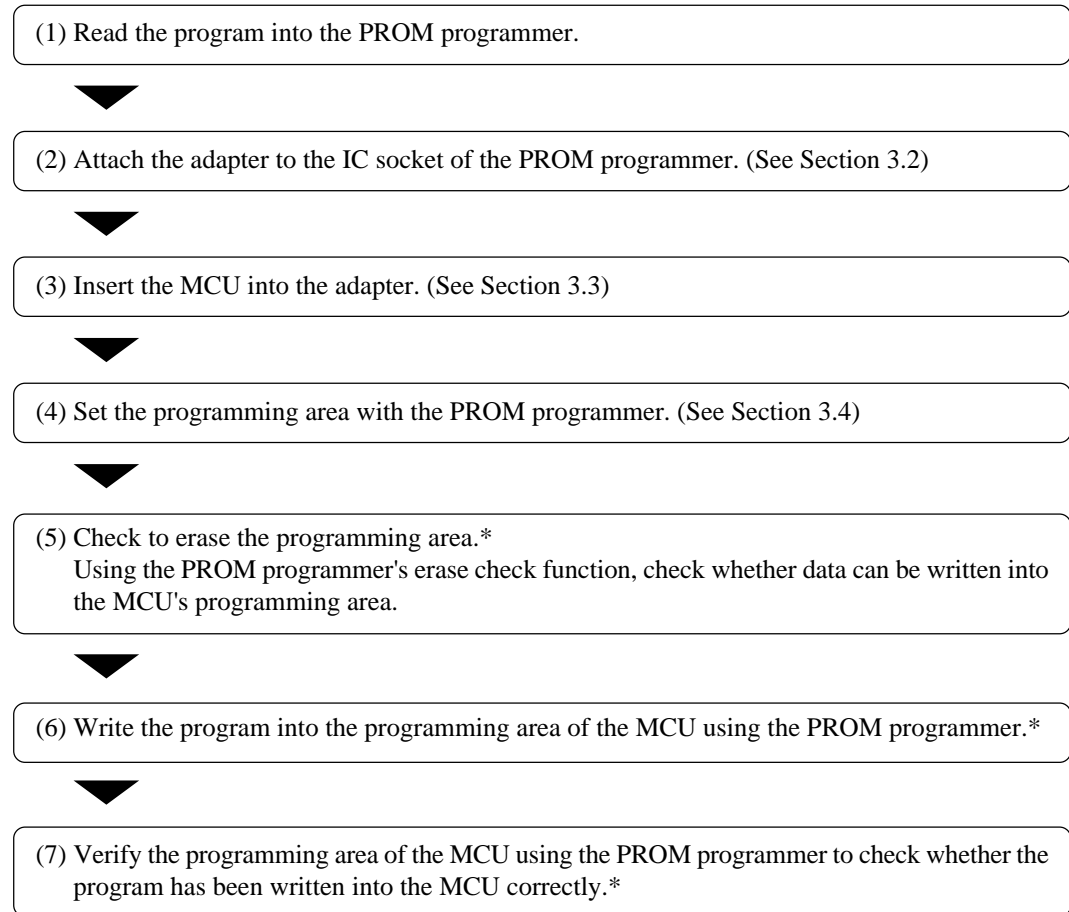 (1) Read the program into the PROM programmer.
(2) Attach the adapter to the IC socket of the PROM programmer. (See Section 3.2)
(3) Insert the MCU into the adapter. (See Section 3.3)
(4) Set the programming area with the PROM programmer. (See Section 3.4)
(5) Check to erase the programming area.*
Using the PROM programmer's erase check function, check whether data can be written into
the MCU's programming area.
(6) Write the program into the programming area of the MCU using the PROM programmer.*
(7) Verify the programming area of the MCU using the PROM programmer to check whether the
program has been written into the MCU correctly.*